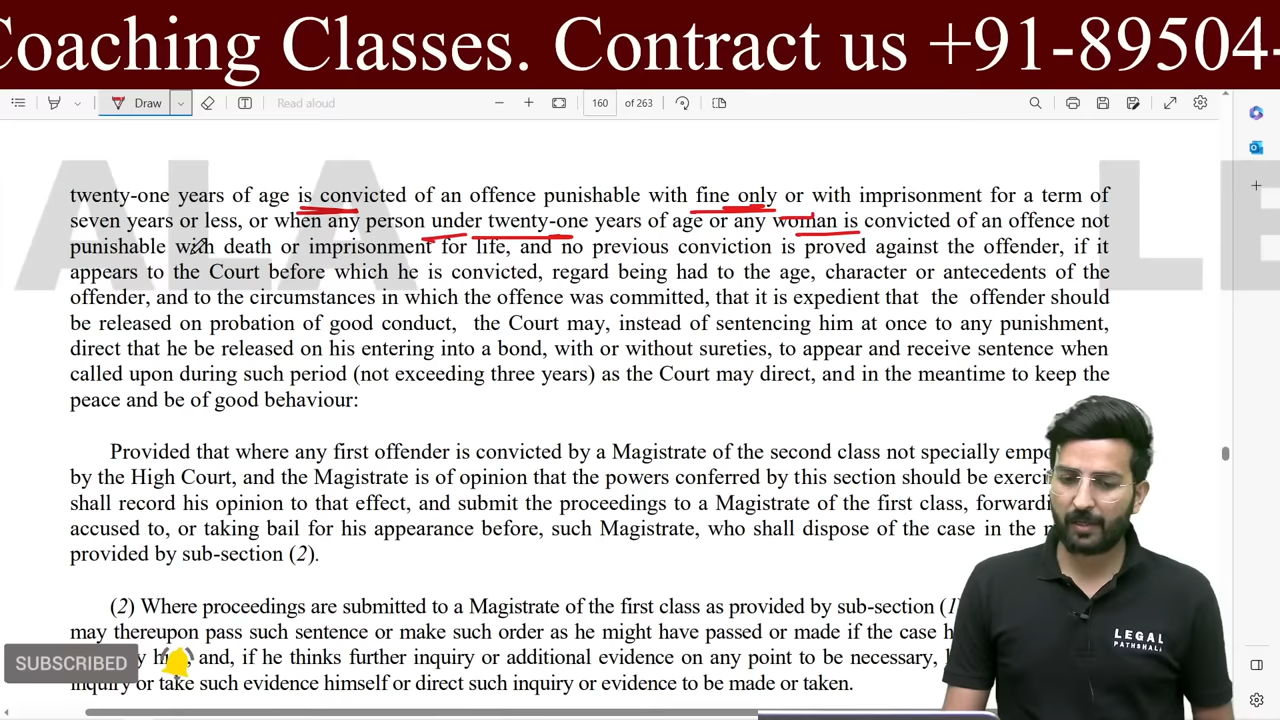 Coaching Classes. Contract us +91-89504-
Draw
Read aloud
160 of 263
ALA LE
twenty-one years of age is convicted of an offence punishable with fine only or with imprisonment for a term of
seven years or less, or when any person under twenty-one years of age or any woman is convicted of an offence not
punishable with death or imprisonment for life, and no previous conviction is proved against the offender, if it
appears to the Court before which he is convicted, regard being had to the age, character or antecedents of the
offender, and to the circumstances in which the offence was committed, that it is expedient that the offender should
be released on probation of good conduct, the Court may, instead of sentencing him at once to any punishment,
direct that he be released on his entering into a bond, with or without sureties, to appear and receive sentence when
called upon during such period (not exceeding three years) as the Court may direct, and in the meantime to keep the
peace and be of good behaviour:
Provided that where any first offender is convicted by a Magistrate of the second class not specially
by the High Court, and the Magistrate is of opinion that the powers conferred by this section should be
shall record his opinion to that effect, and submit the proceedings to a Magistrate of the first class,
accused to, or taking bail for his appearance before, such Magistrate, who shall dispose of the case in the
provided by sub-section (2).
(2) Where proceedings are submitted to a Magistrate of the first class as provided by sub-section
may thereupon pass such sentence or make such order as he might have passed or made if the case
and, if he thinks further inquiry or additional evidence on any point to be necessary,
inquiry or take such evidence himself or direct such inquiry or evidence to be made or taken.
SUBSCRIBED
LEGAL
PATHSHALA